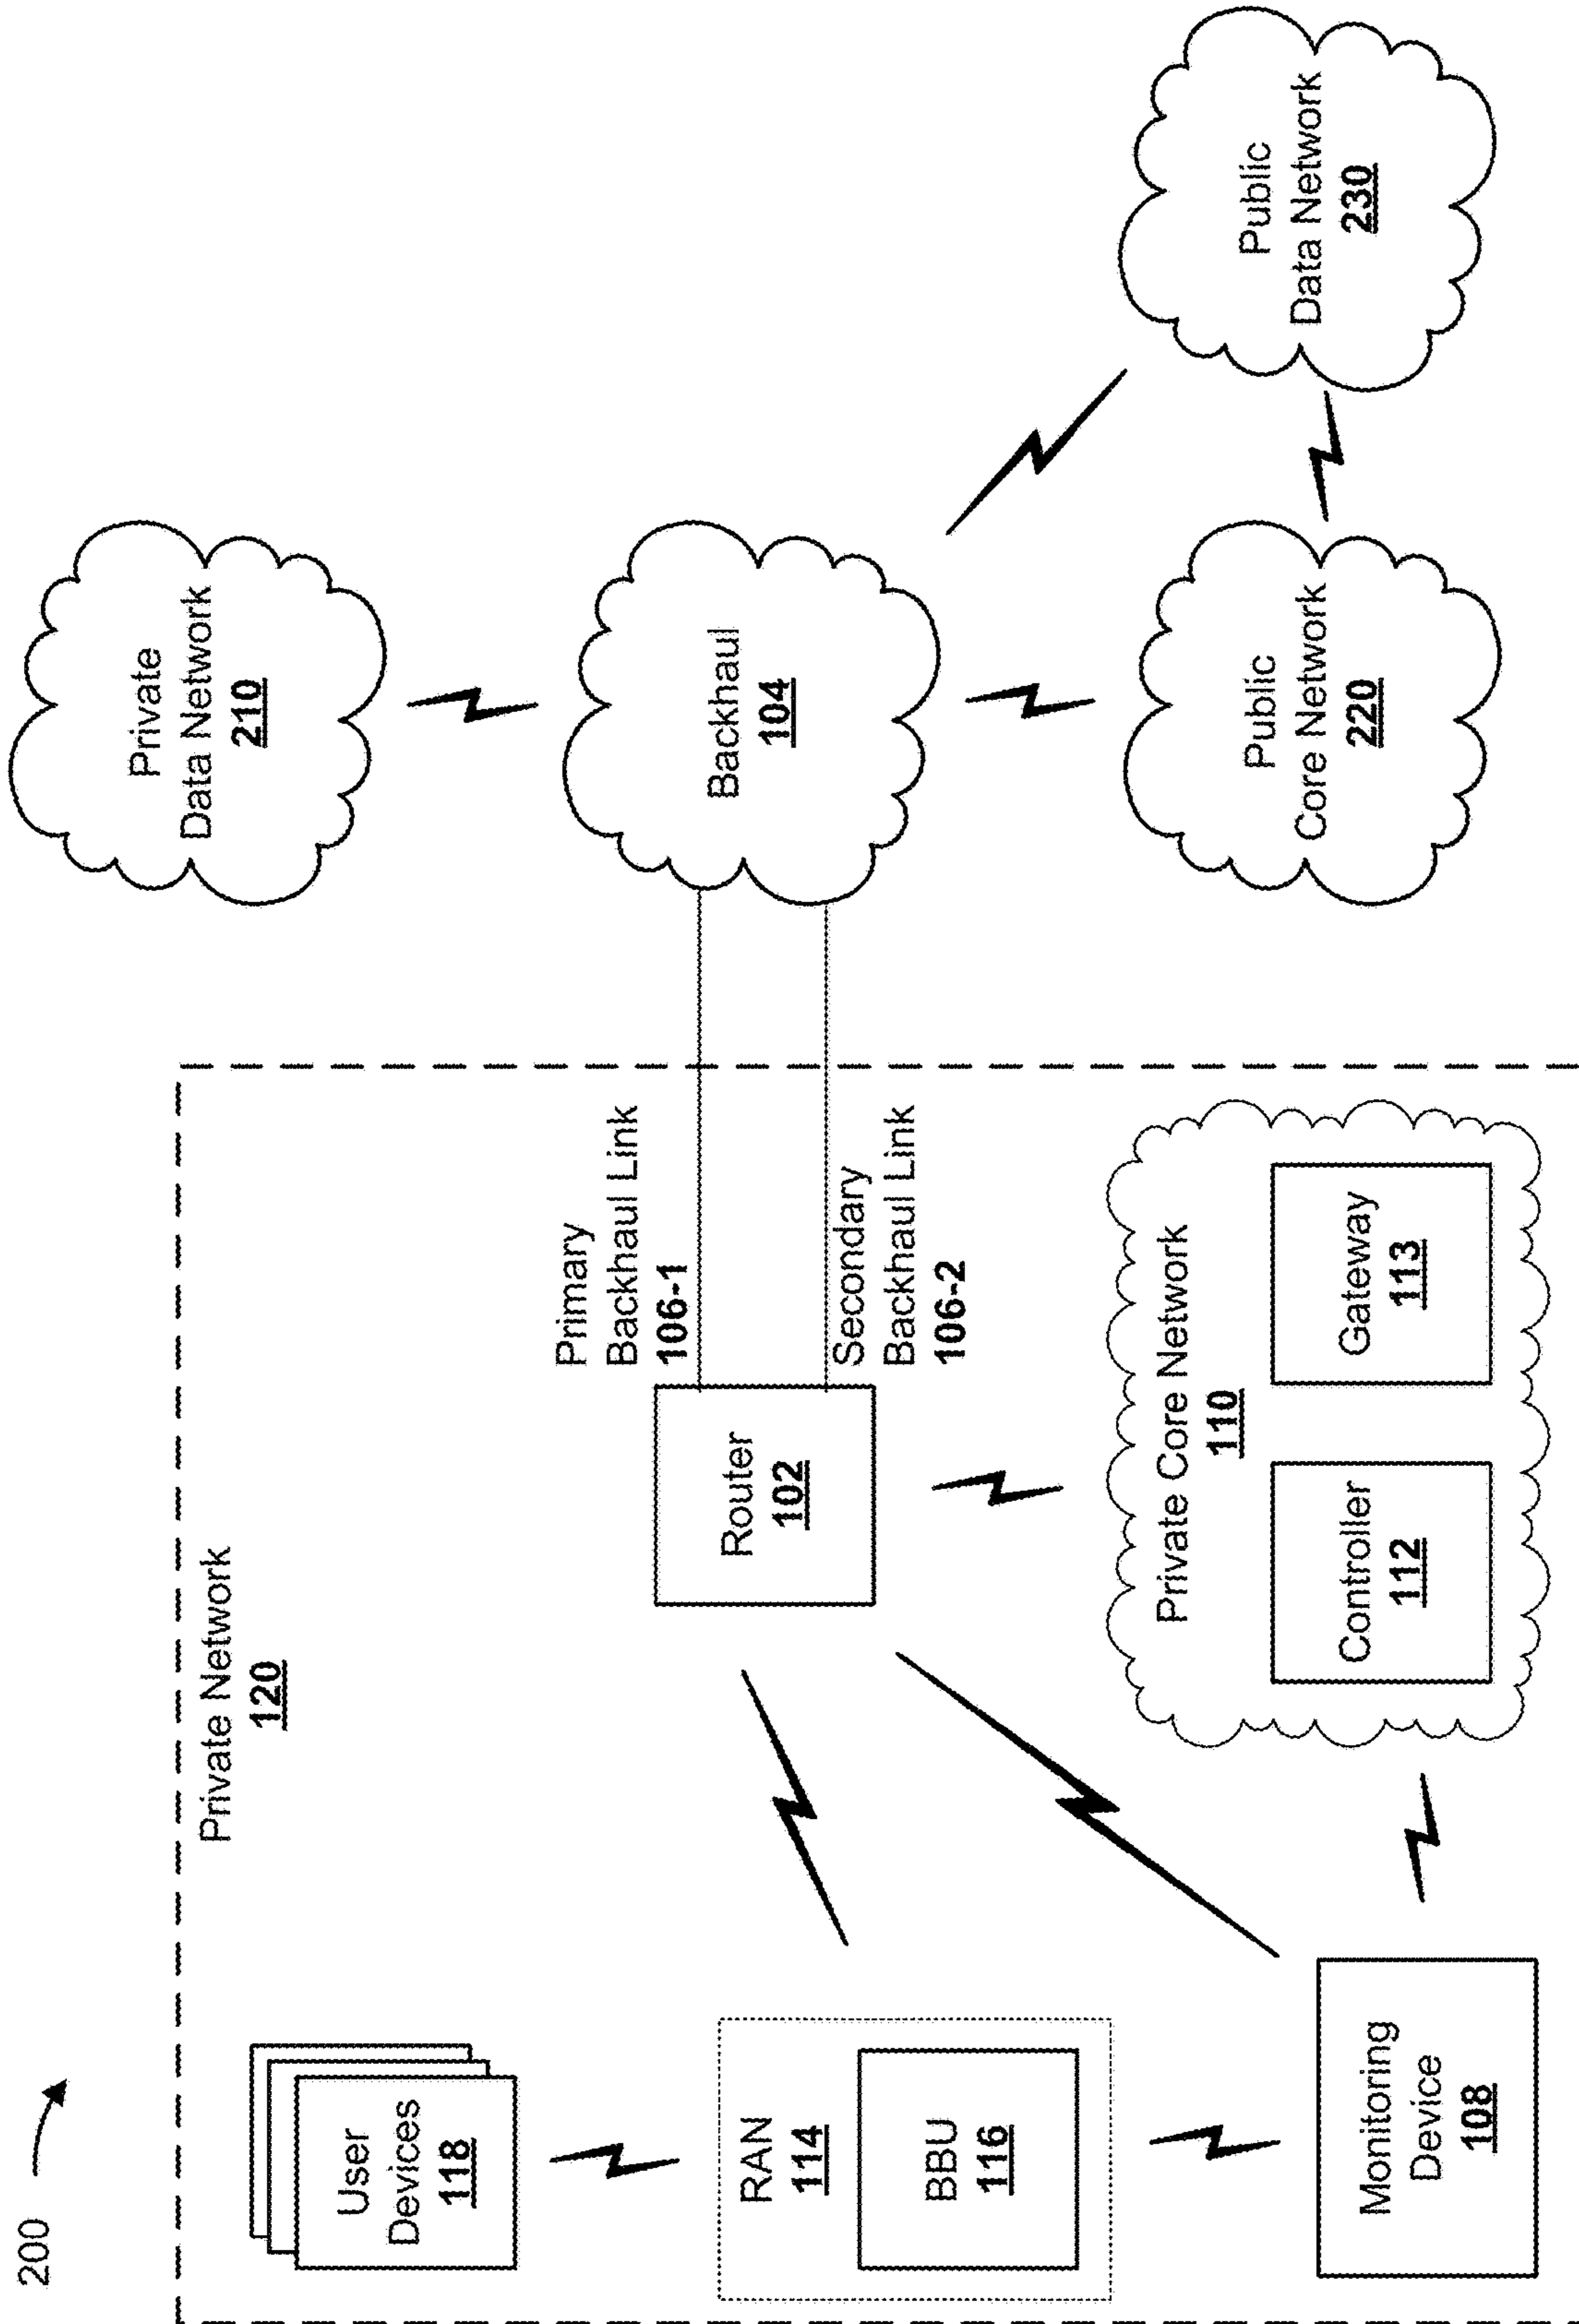 200
Private Network
120
User
Devices
118
RAN
114
BBU
116
Monitoring
Device
108
Router
102
Primary
Backhaul Link
106-1
Secondary
Backhaul Link
106-2
Private Core Network
110
Controller
112
Gateway
113
Private
Data Network
210
Backhaul
104
Public
Core Network
220
Public
Data Network
230